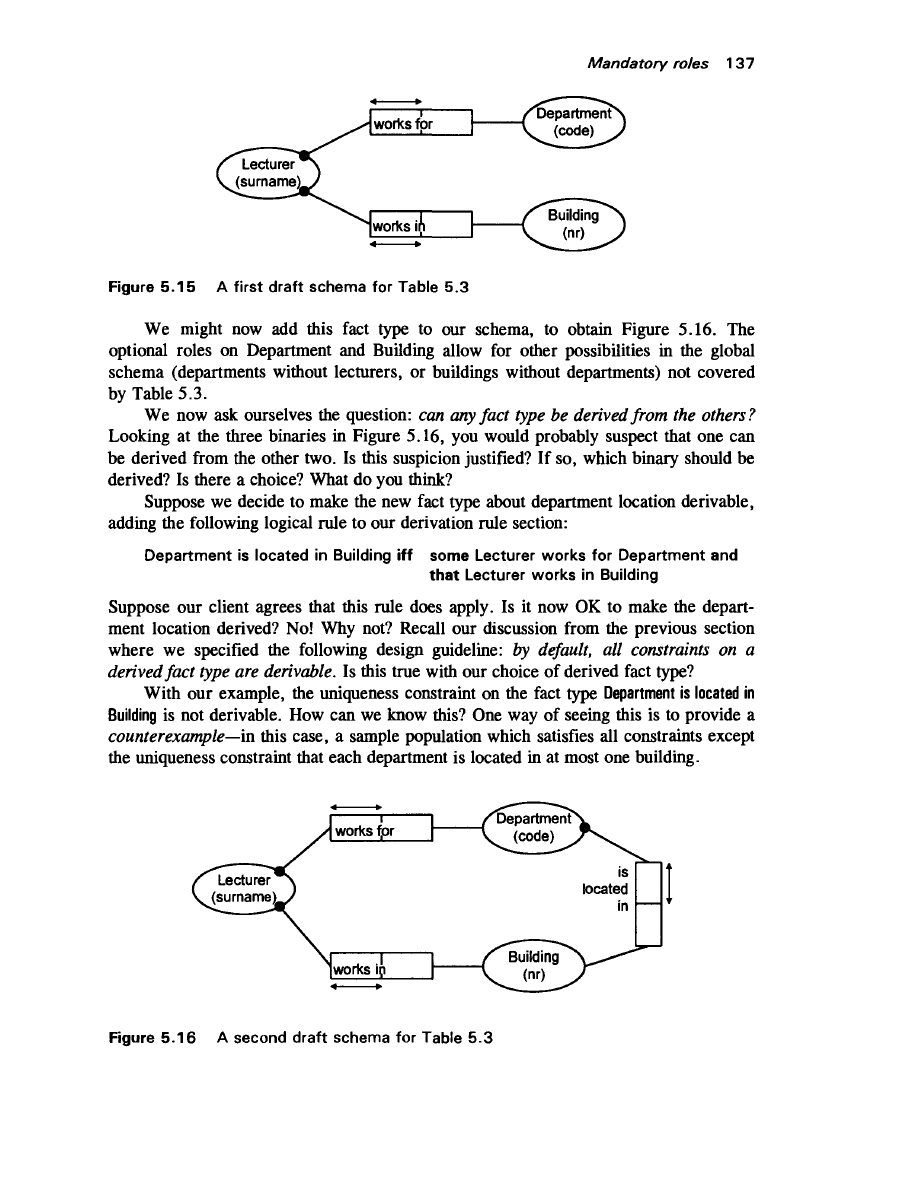 Mandatory roles 137
works for
Department
(code)
Lecturer
(surname)
works in
Building
(nr)
Figure 5.15 A first draft schema for Table 5.3
We might now add this fact type to our schema, to obtain Figure 5.16. The
optional roles on Department and Building allow for other possibilities in the global
schema (departments without lecturers, or buildings without departments) not covered
by Table 5.3.
We now ask ourselves the question: can any fact type be derived from the others?
Looking at the three binaries in Figure 5.16, you would probably suspect that one can
be derived from the other two. Is this suspicion justified? If so, which binary should be
derived? Is there a choice? What do you think?
Suppose we decide to make the new fact type about department location derivable,
adding the following logical rule to our derivation rule section:
Department is located in Building iff some Lecturer works for Department and
that Lecturer works in Building
Suppose our client agrees that this rule does apply. Is it now OK to make the depart-
ment location derived? No! Why not? Recall our discussion from the previous section
where we specified the following design guideline: by default, all constraints on a
derived fact type are derivable. Is this true with our choice of derived fact type?
With our example, the uniqueness constraint on the fact type Department is located in
Building is not derivable. How can we know this? One way of seeing this is to provide a
counterexample—in this case, a sample population which satisfies all constraints except
the uniqueness constraint that each department is located in at most one building.
works for
Department
(code)
Lecturer
(surname)
is
located
in
works in
Building
(nr)
Figure 5.16 A second draft schema for Table 5.3